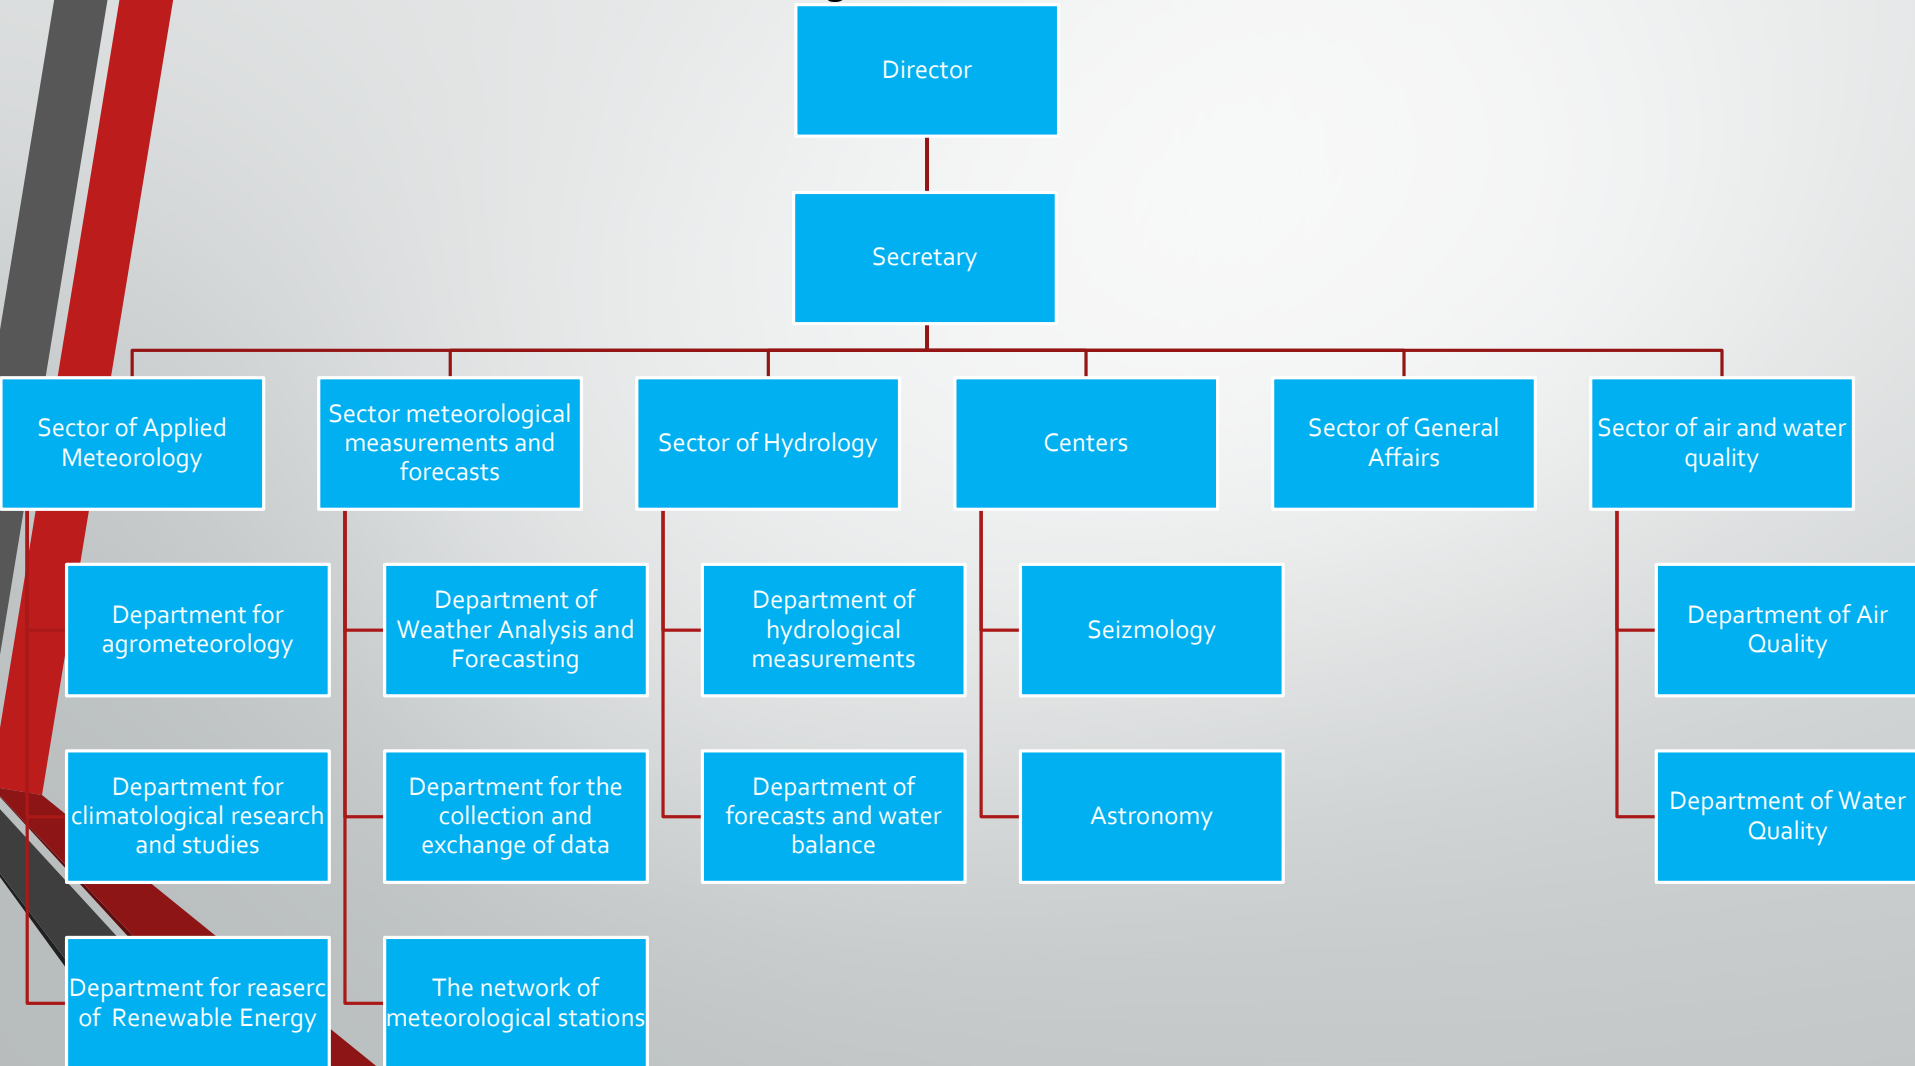 Director
Secretary
Sector of Applied
Meteorology
Sector meteorological
measurements and
forecasts
Sector of Hydrology
Centers
Sector of General
Affairs
Sector of air and water
quality
Department for
agrometeorology
Department of
Weather Analysis and
Forecasting
Department of
hydrological
measurements
Seizmology
Department of Air
Quality
Department for
climatological research
and studies
Department for the
collection and
exchange of data
Department of
forecasts and water
balance
Astronomy
Department of Water
Quality
Department for reaserc
of Renewable Energy
The network of
meteorological stations